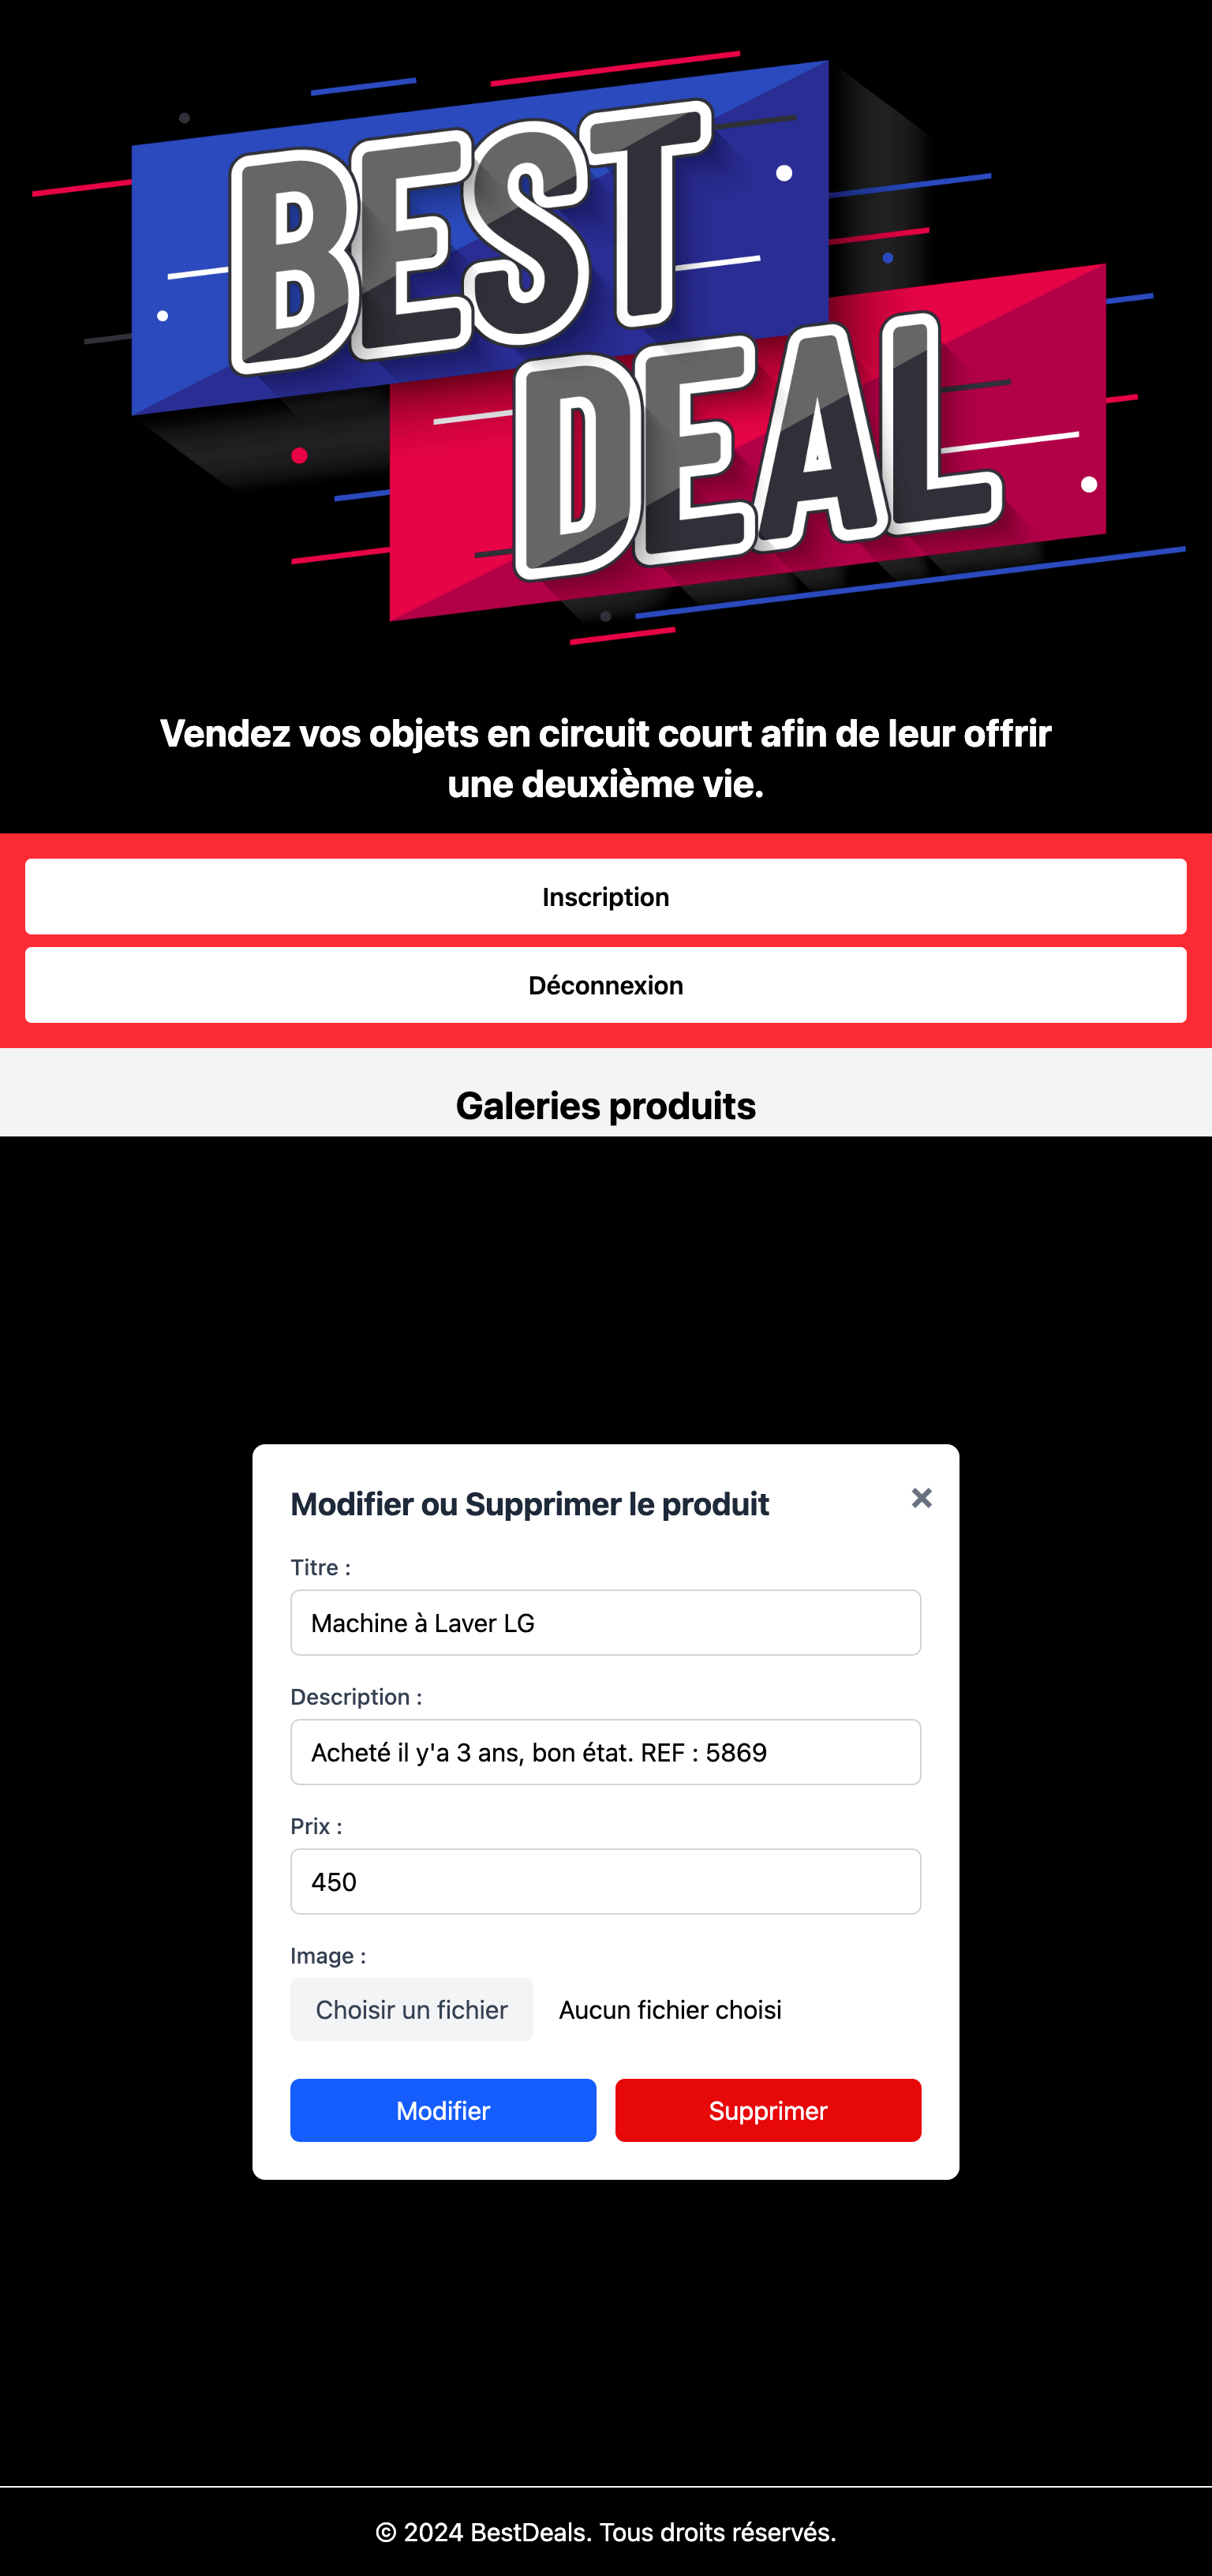 BEST
DEAL
Vendez vos objets en circuit court afin de leur offrir
une deuxième vie.
Inscription
Déconnexion
Galeries produits
Modifier ou Supprimer le produit
×
Titre :
Machine à Laver LG
Description :
Acheté il y'a 3 ans, bon état. REF : 5869
Prix :
450
Image :
Choisir un fichier Aucun fichier choisi
Modifier Supprimer
© 2024 BestDeals. Tous droits réservés.